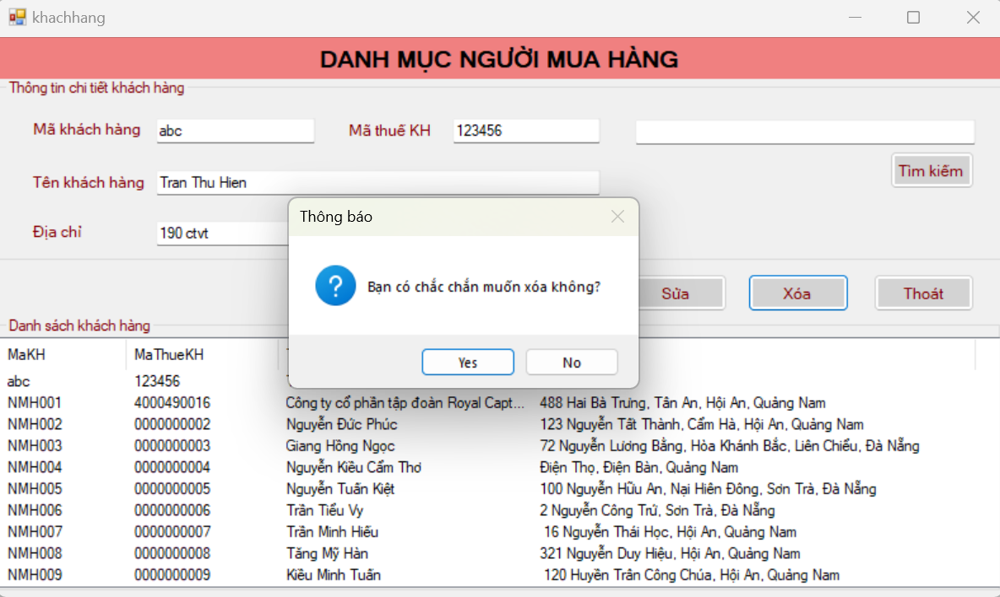 khachhang
DANH MỤC NGƯỜI MUA HÀNG
Thông tin chi tiết khách hàng
Mã khách hàng abc Mã thuế KH 123456
Tìm kiếm
Tên khách hàng Tran Thu Hien
Địa chỉ 190 ctvt
Thông báo
Bạn có chắc chắn muốn xóa không?
Yes No
Sửa Xóa Thoát
Danh sách khách hàng
MaKH MaThueKH
abc 123456
NMH001 4000490016 Công ty cổ phần tập đoàn Royal Capt... 488 Hai Bà Trưng, Tân An, Hội An, Quảng Nam
NMH002 0000000002 Nguyễn Đức Phúc 123 Nguyễn Tất Thành, Cẩm Hà, Hội An, Quảng Nam
NMH003 0000000003 Giang Hồng Ngọc 72 Nguyễn Lương Bằng, Hòa Khánh Bắc, Liên Chiểu, Đà Nẵng
NMH004 0000000004 Nguyễn Kiều Cẩm Thơ Điện Thọ, Điện Bàn, Quảng Nam
NMH005 0000000005 Nguyễn Tuấn Kiệt 100 Nguyễn Hữu An, Nại Hiên Đông, Sơn Trà, Đà Nẵng
NMH006 0000000006 Trần Tiểu Vy 2 Nguyễn Công Trứ, Sơn Trà, Đà Nẵng
NMH007 0000000007 Trần Minh Hiếu 16 Nguyễn Thái Học, Hội An, Quảng Nam
NMH008 0000000008 Tăng Mỹ Hàn 321 Nguyễn Duy Hiệu, Hội An, Quảng Nam
NMH009 0000000009 Kiều Minh Tuấn 120 Huyền Trân Công Chúa, Hội An, Quảng Nam